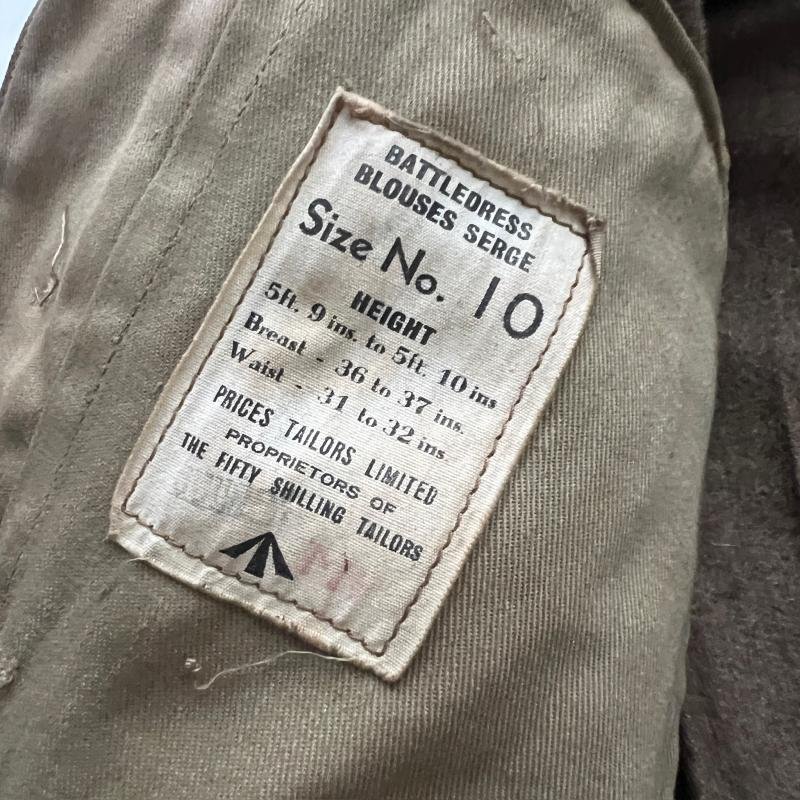 BATTLEDRESS
BLOUSES SERGE
Size No. 10
HEIGHT
5ft. 9 ins. to 5ft. 10 ins
Breast - 36 to 37 ins.
Waist - 31 to 32 ins.
PRICES TAILORS LIMITED
PROPRIETORS OF
THE FIFTY SHILLING TAILORS